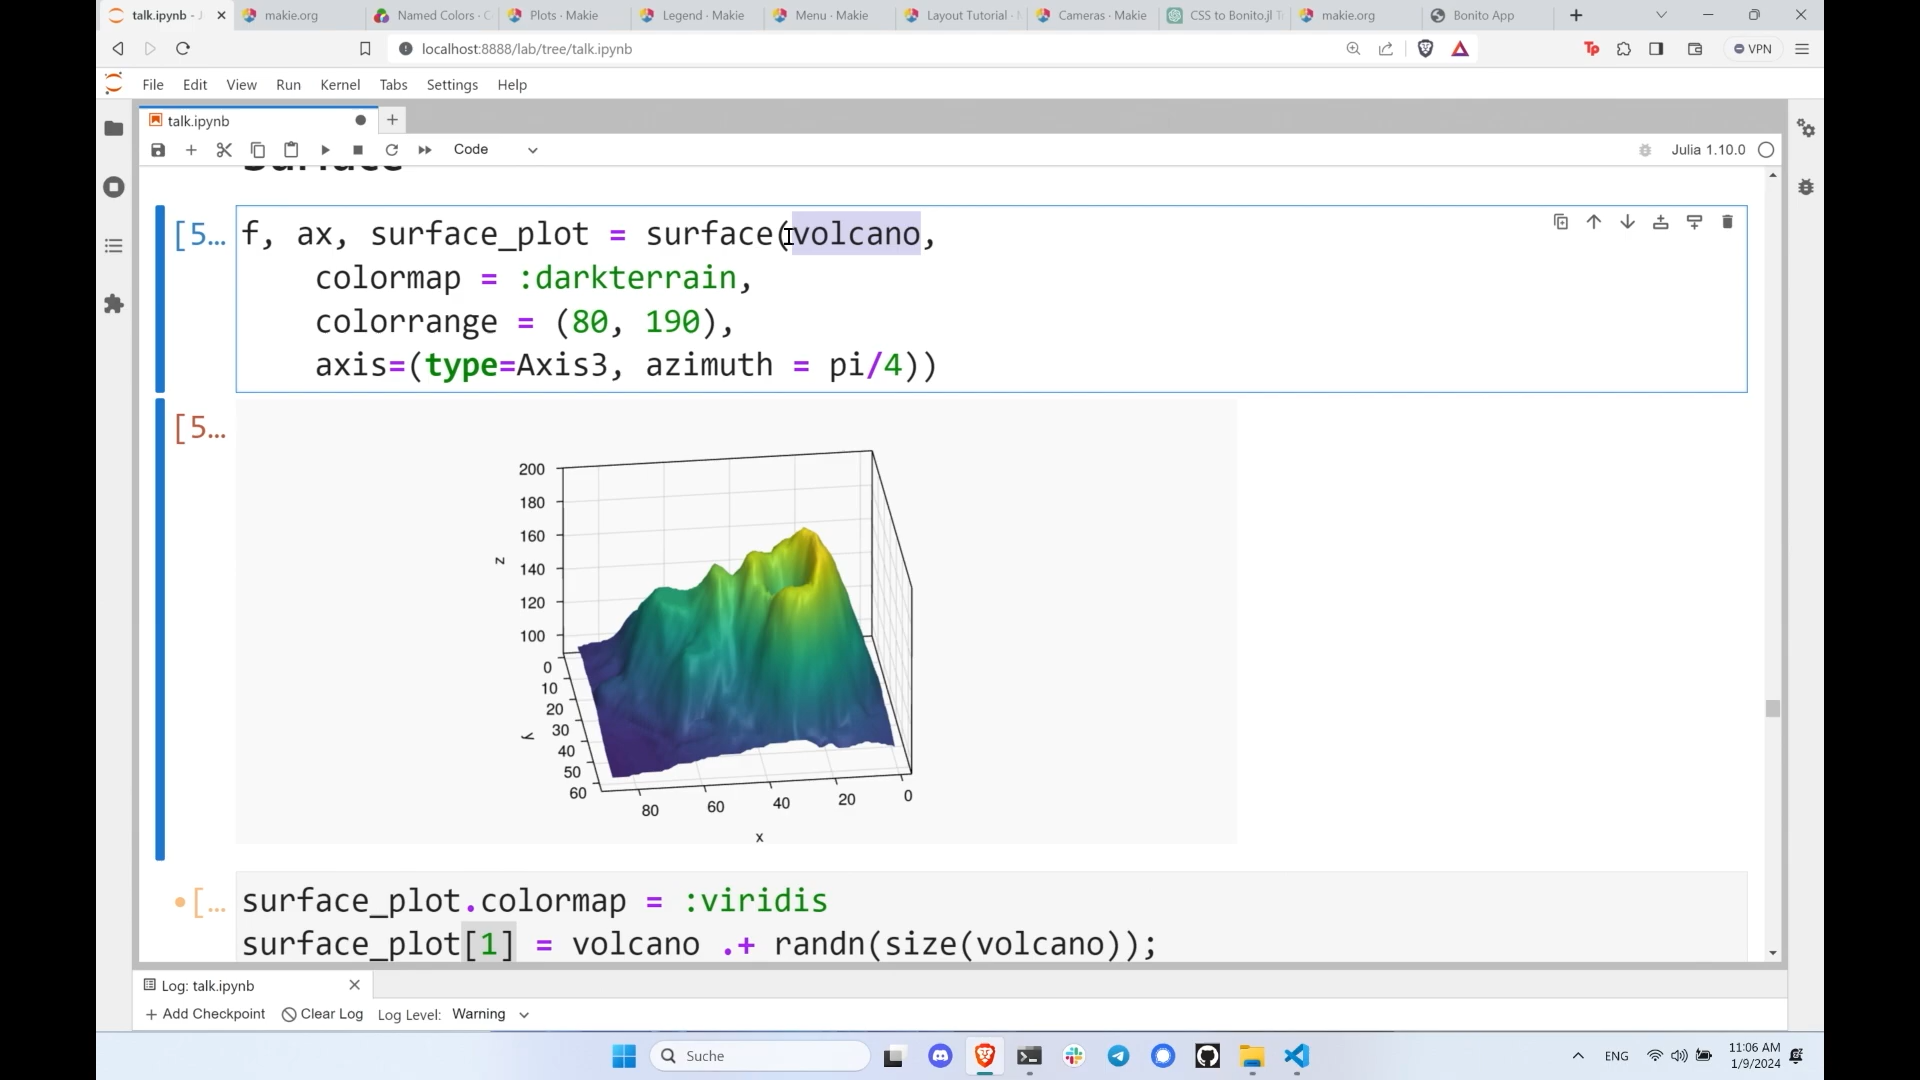 talk.ipynb - J
makie.org
Named Colors · C
Plots · Makie
Legend · Makie
Menu · Makie
Layout Tutorial ·
Cameras · Makie
CSS to Bonito.jl T
makie.org
Bonito App
localhost:8888/lab/tree/talk.ipynb
Tp
VPN
File Edit View Run Kernel Tabs Settings Help
talk.ipynb
Code
Julia 1.10.0
Surface
[5…
f, ax, surface_plot = surface(volcano,
colormap = :darkterrain,
colorrange = (80, 190),
axis=(type=Axis3, azimuth = pi/4))
[5…
200
180
160
140
120
100
z
0
10
20
30
40
50
60
y
80
60
40
20
0
x
[…
surface_plot.colormap = :viridis
surface_plot[1] = volcano .+ randn(size(volcano));
Log: talk.ipynb
Add Checkpoint Clear Log Log Level: Warning
Suche
ENG
11:06 AM
1/9/2024